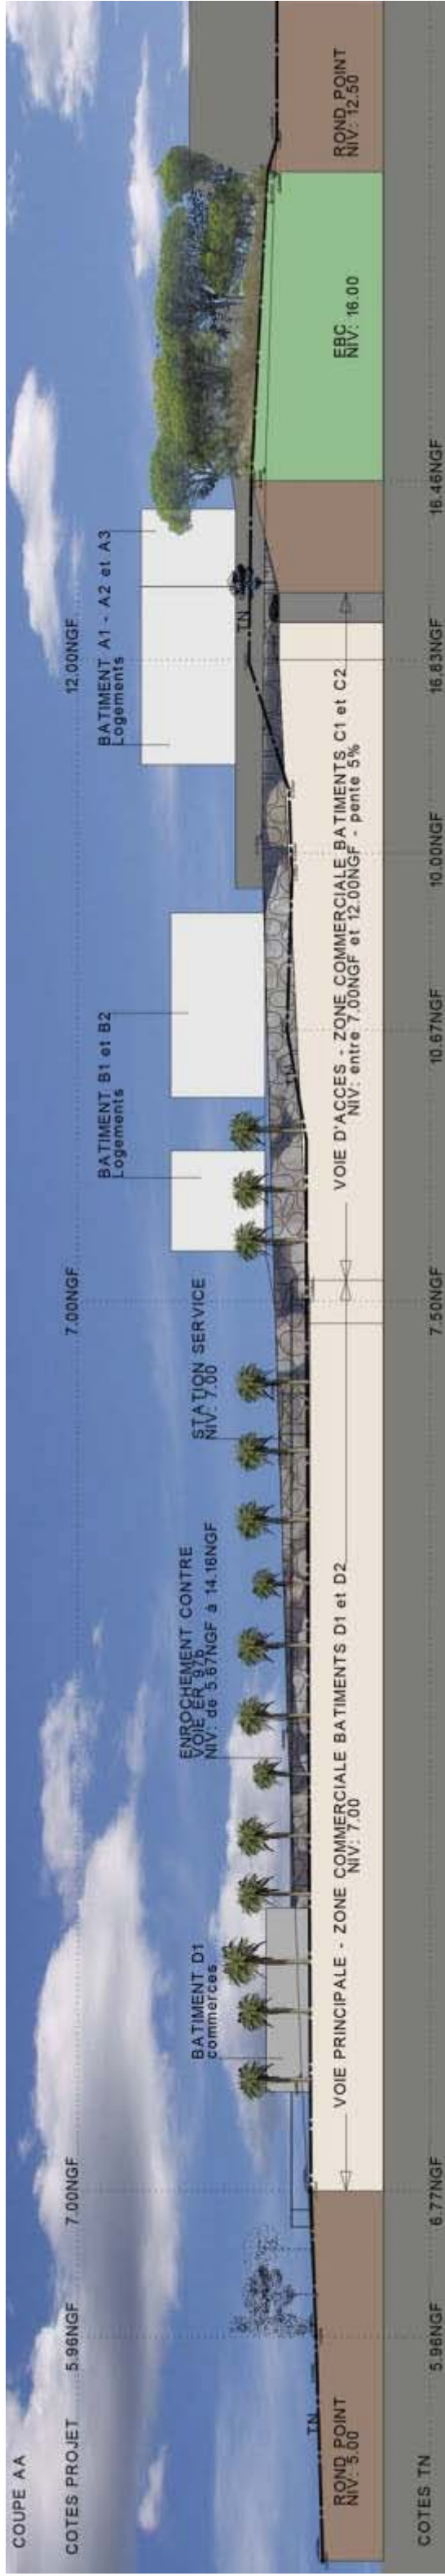 COUPE AA
COTES PROJET
5.96NGF
7.00NGF
7.00NGF
12.00NGF
BATIMENT D1
commerces
ENROCHEMENT CONTRE
VOIE ER 976
NIV: de 5.67NGF à 14.16NGF
STATION SERVICE
NIV: 7.00
BATIMENT B1 et B2
Logements
BATIMENT A1 - A2 et A3
Logements
TN
TN
TN
ROND POINT
NIV: 5.00
VOIE PRINCIPALE - ZONE COMMERCIALE BATIMENTS D1 et D2
NIV: 7.00
VOIE D'ACCES - ZONE COMMERCIALE BATIMENTS C1 et C2
NIV: entre 7.00NGF et 12.00NGF - pente 5%
EBC
NIV: 16.00
ROND POINT
NIV: 12.50
COTES TN
5.96NGF
6.77NGF
7.50NGF
10.67NGF
10.00NGF
16.83NGF
16.46NGF